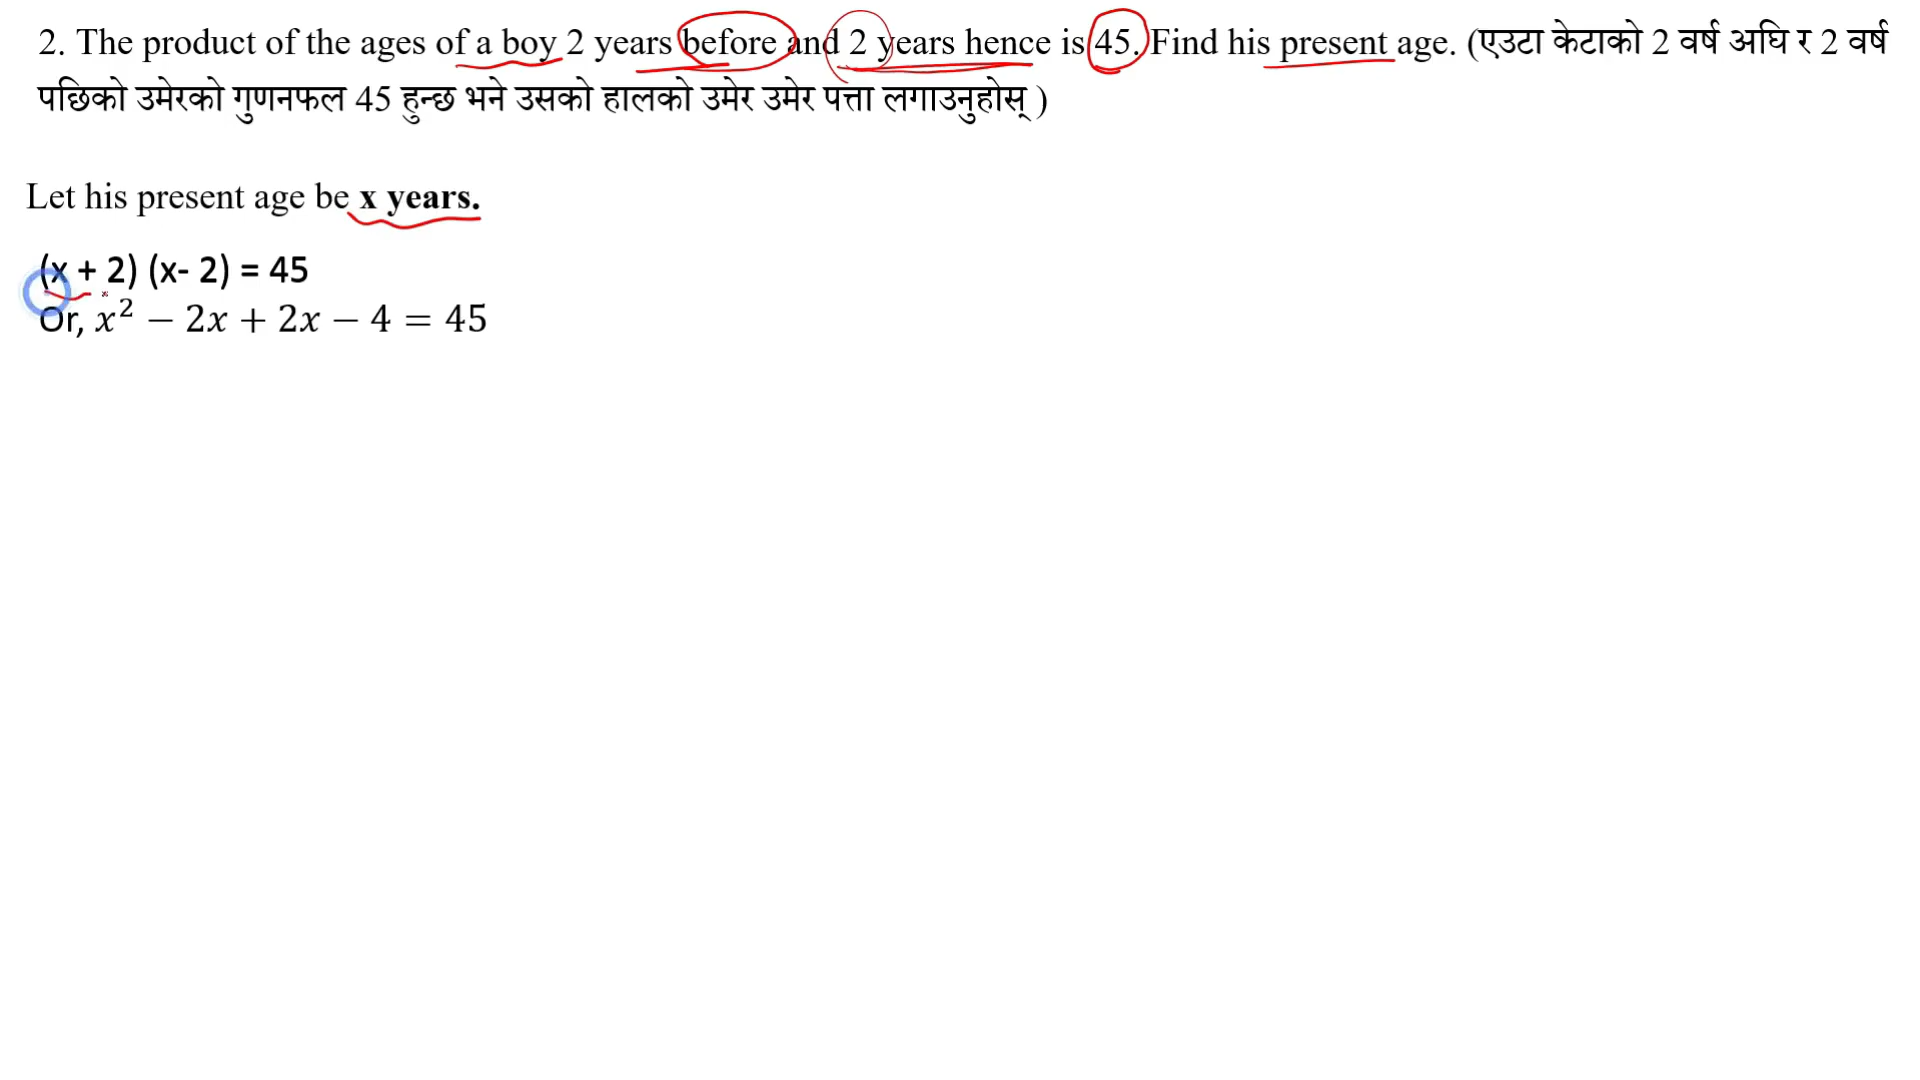 2. The product of the ages of a boy 2 years before and 2 years hence is 45. Find his present age. (एउटा केटाको 2 वर्ष अघि र 2 वर्ष
पछिको उमेरको गुणनफल 45 हुन्छ भने उसको हालको उमेर उमेर पत्ता लगाउनुहोस् )
Let his present age be x years.
(x + 2) (x- 2) = 45
Or, x² − 2x + 2x − 4 = 45